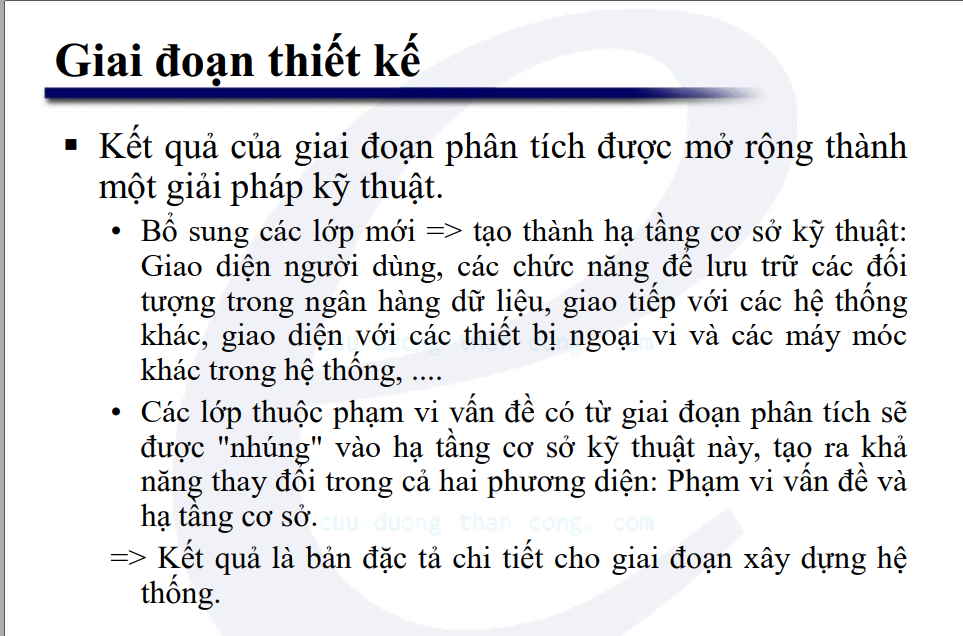 Giai đoạn thiết kế
▪ Kết quả của giai đoạn phân tích được mở rộng thành
một giải pháp kỹ thuật.
• Bổ sung các lớp mới => tạo thành hạ tầng cơ sở kỹ thuật:
Giao diện người dùng, các chức năng để lưu trữ các đối
tượng trong ngân hàng dữ liệu, giao tiếp với các hệ thống
khác, giao diện với các thiết bị ngoại vi và các máy móc
khác trong hệ thống, ....
• Các lớp thuộc phạm vi vấn đề có từ giai đoạn phân tích sẽ
được "nhúng" vào hạ tầng cơ sở kỹ thuật này, tạo ra khả
năng thay đổi trong cả hai phương diện: Phạm vi vấn đề và
hạ tầng cơ sở.
cuu duong than cong. com
=> Kết quả là bản đặc tả chi tiết cho giai đoạn xây dựng hệ
thống.